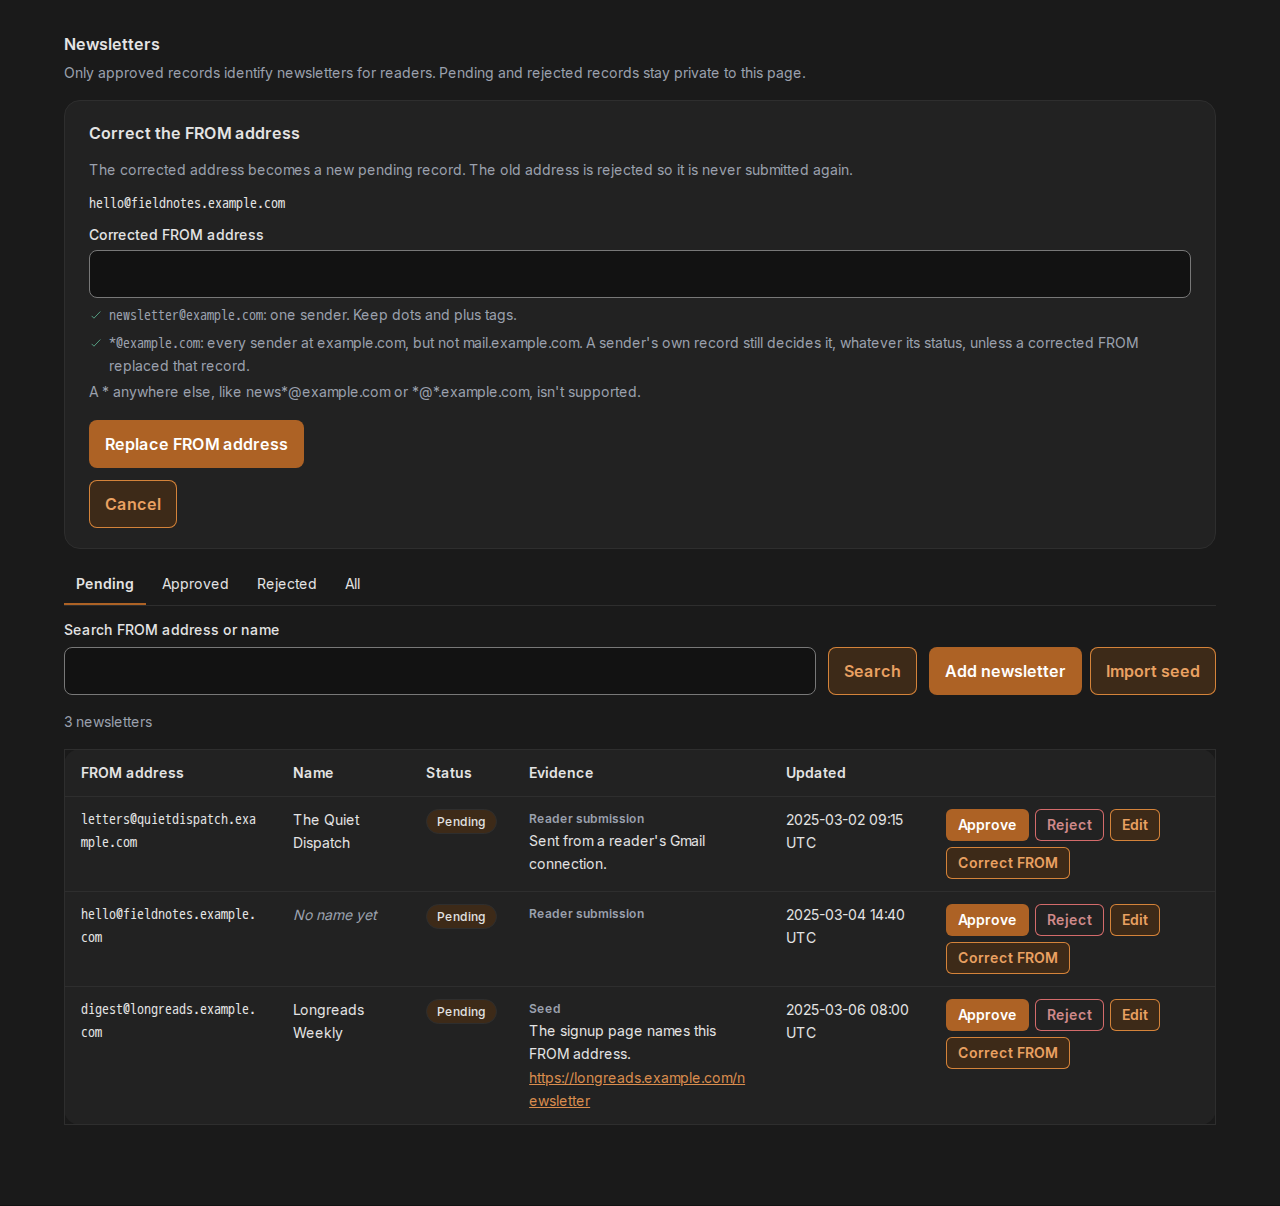 Newsletters
Only approved records identify newsletters for readers. Pending and rejected records stay private to this page.
Correct the FROM address
The corrected address becomes a new pending record. The old address is rejected so it is never submitted again.
hello@fieldnotes.example.com
Corrected FROM address
newsletter@example.com: one sender. Keep dots and plus tags.
*@example.com: every sender at example.com, but not mail.example.com. A sender's own record still decides it, whatever its status, unless a corrected FROM
replaced that record.
A * anywhere else, like news*@example.com or *@*.example.com, isn't supported.
Replace FROM address
Cancel
Pending Approved Rejected All
Search FROM address or name
Search Add newsletter Import seed
3 newsletters
FROM address Name Status Evidence Updated
letters@quietdispatch.exa The Quiet Pending Reader submission 2025-03-02 09:15 Approve Reject Edit
mple.com Dispatch Sent from a reader's Gmail UTC
connection. Correct FROM
hello@fieldnotes.example. No name yet Pending Reader submission 2025-03-04 14:40 Approve Reject Edit
com UTC
Correct FROM
digest@longreads.example. Longreads Pending Seed 2025-03-06 08:00 Approve Reject Edit
com Weekly The signup page names this UTC
FROM address. Correct FROM
https://longreads.example.com/n
ewsletter